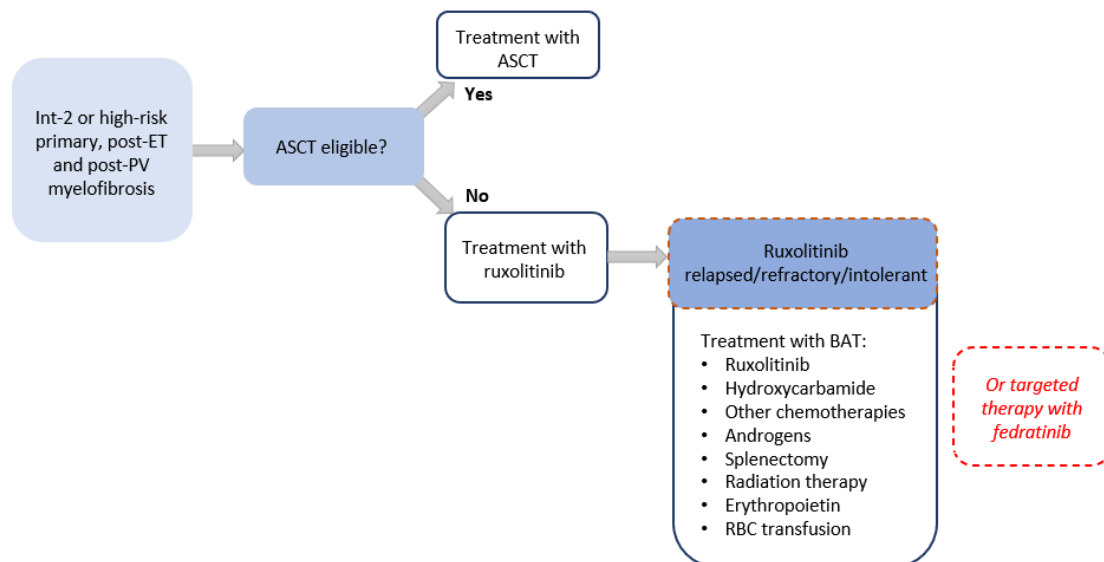 Treatment with
ASCT
Yes
Int-2 or high-risk
primary, post-ET
and post-PV
myelofibrosis
ASCT eligible?
No
Treatment with
ruxolitinib
Ruxolitinib
relapsed/refractory/intolerant
Treatment with BAT:
• Ruxolitinib
• Hydroxycarbamide
• Other chemotherapies
• Androgens
• Splenectomy
• Radiation therapy
• Erythropoietin
• RBC transfusion
Or targeted
therapy with
fedratinib